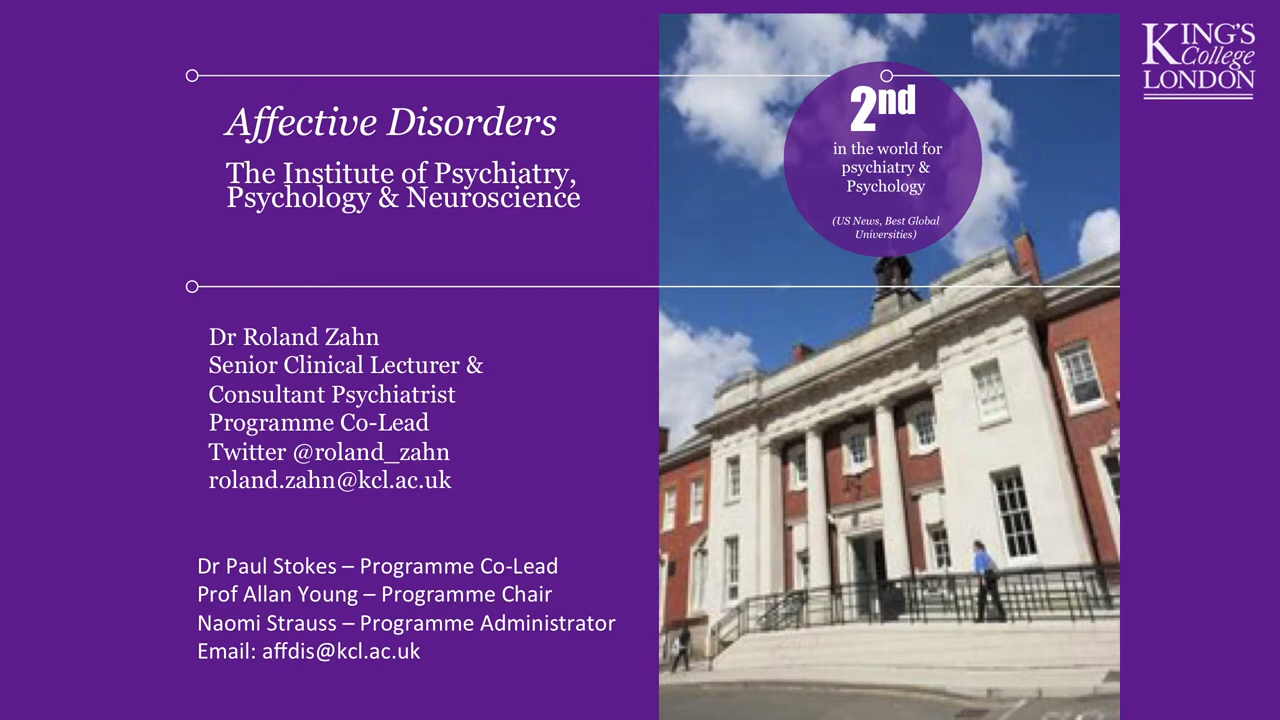 KING'S
College
LONDON
2nd
in the world for
psychiatry &
Psychology
(US News, Best Global
Universities)
Affective Disorders
The Institute of Psychiatry,
Psychology & Neuroscience
Dr Roland Zahn
Senior Clinical Lecturer &
Consultant Psychiatrist
Programme Co-Lead
Twitter @roland_zahn
roland.zahn@kcl.ac.uk
Dr Paul Stokes – Programme Co-Lead
Prof Allan Young – Programme Chair
Naomi Strauss – Programme Administrator
Email: affdis@kcl.ac.uk